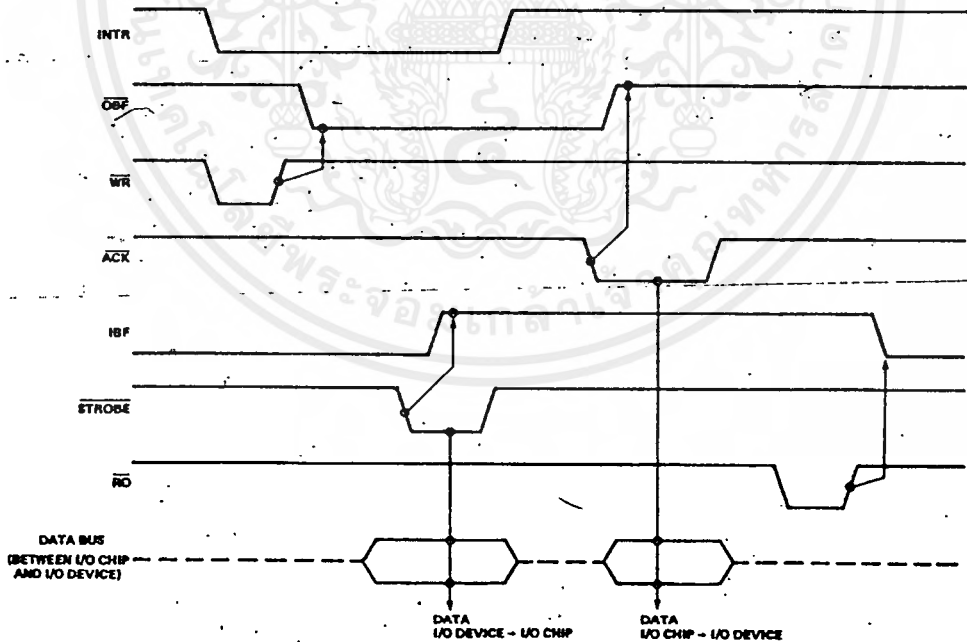 INTR
OBF
WR
ACK
IBF
STROBE
RD
DATA BUS
(BETWEEN I/O CHIP
AND I/O DEVICE)
DATA
I/O DEVICE → I/O CHIP
DATA
I/O CHIP → I/O DEVICE